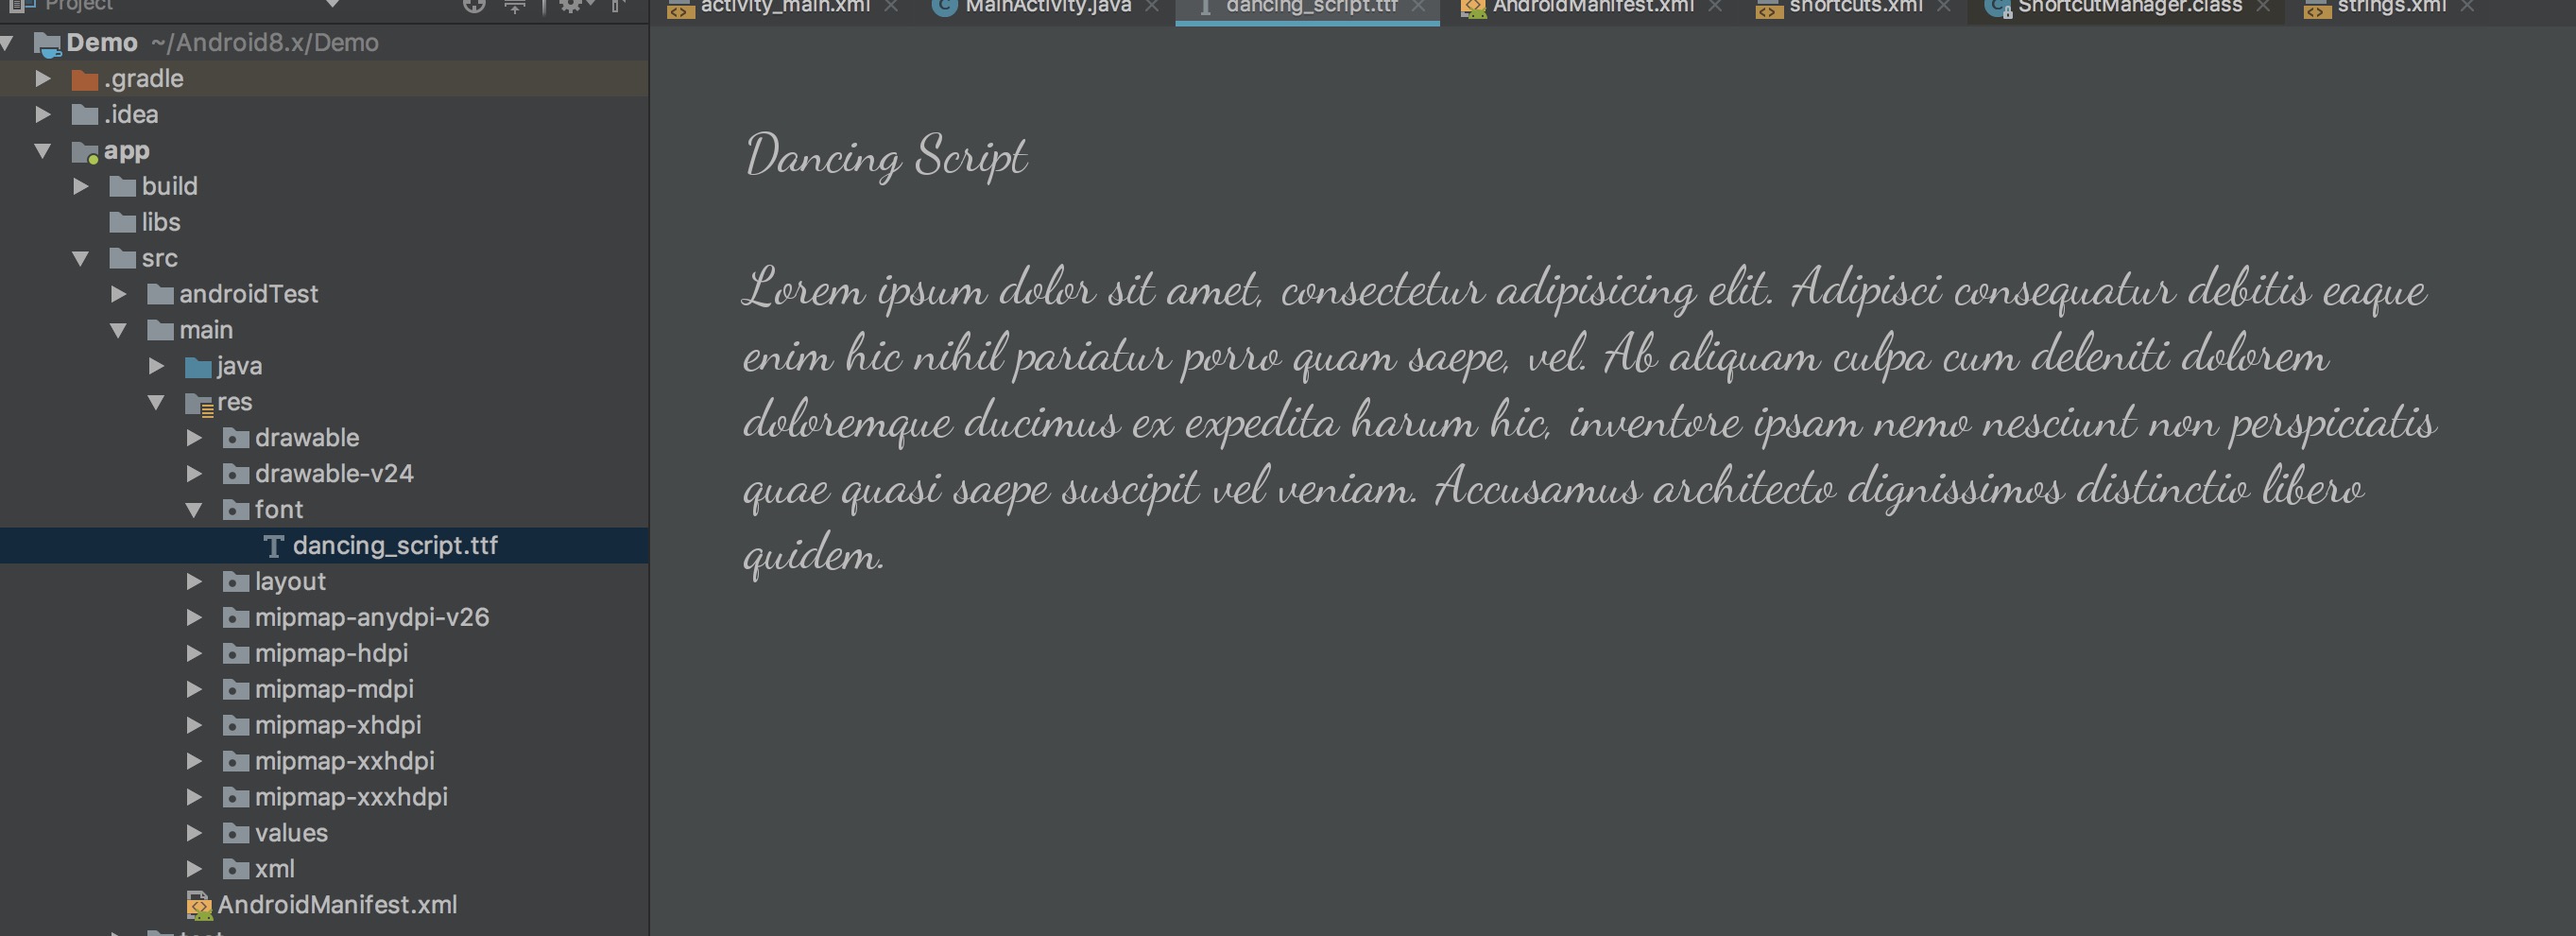 Project
activity_main.xml
MainActivity.java
dancing_script.ttf
AndroidManifest.xml
shortcuts.xml
ShortcutManager.class
strings.xml
Demo ~/Android8.x/Demo
.gradle
.idea
app
build
libs
src
androidTest
main
java
res
drawable
drawable-v24
font
dancing_script.ttf
layout
mipmap-anydpi-v26
mipmap-hdpi
mipmap-mdpi
mipmap-xhdpi
mipmap-xxhdpi
mipmap-xxxhdpi
values
xml
AndroidManifest.xml
Dancing Script
Lorem ipsum dolor sit amet, consectetur adipisicing elit. Adipisci consequatur debitis eaque
enim hic nihil pariatur porro quam saepe, vel. Ab aliquam culpa cum deleniti dolorem
doloremque ducimus ex expedita harum hic, inventore ipsam nemo nesciunt non perspiciatis
quae quasi saepe suscipit vel veniam. Accusamus architecto dignissimos distinctio libero
quidem.